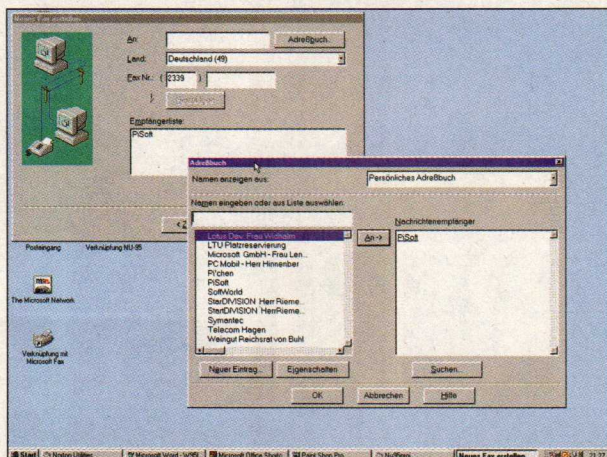 Neues Fax erstellen
An:
Adreßbuch..
Land:
Deutschland (49)
Fax Nr.: ( 2339 )
Empfängerliste:
PiSoft
Adreßbuch
Namen anzeigen aus:
Persönliches Adreßbuch
Namen eingeben oder aus Liste auswählen:
Nachrichtenempfänger
An ->
PiSoft
Lotus Dev. Frau Widhalm
LTU Platzreservierung
Microsoft GmbH - Frau Len...
PC Mobil - Herr Hinnenber
Pi'chen
PiSoft
SoftWorld
StarDIVISION Herr Rieme...
StarDIVISION HerrRieme...
Symantec
Telecom Hagen
Weingut Reichsrat von Buhl
Neuer Eintrag...
Eigenschaften
Suchen...
OK
Abbrechen
Hilfe
<Z
Posteingang
Verknüpfung NU-95
The Microsoft Network
Verknüpfung mit
Microsoft Fax
Start
Norton Utilities
Microsoft Word - W95I
Microsoft Office Shortc
Paint Shop Pro
Neues Fax erstellen
21:27